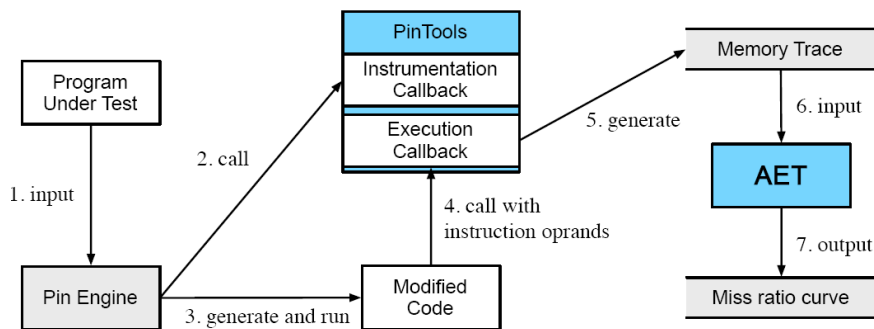 PinTools
Instrumentation
Callback
Execution
Callback
Program
Under Test
Memory Trace
1. input
2. call
5. generate
6. input
AET
4. call with
instruction oprands
7. output
Pin Engine
3. generate and run
Modified
Code
Miss ratio curve